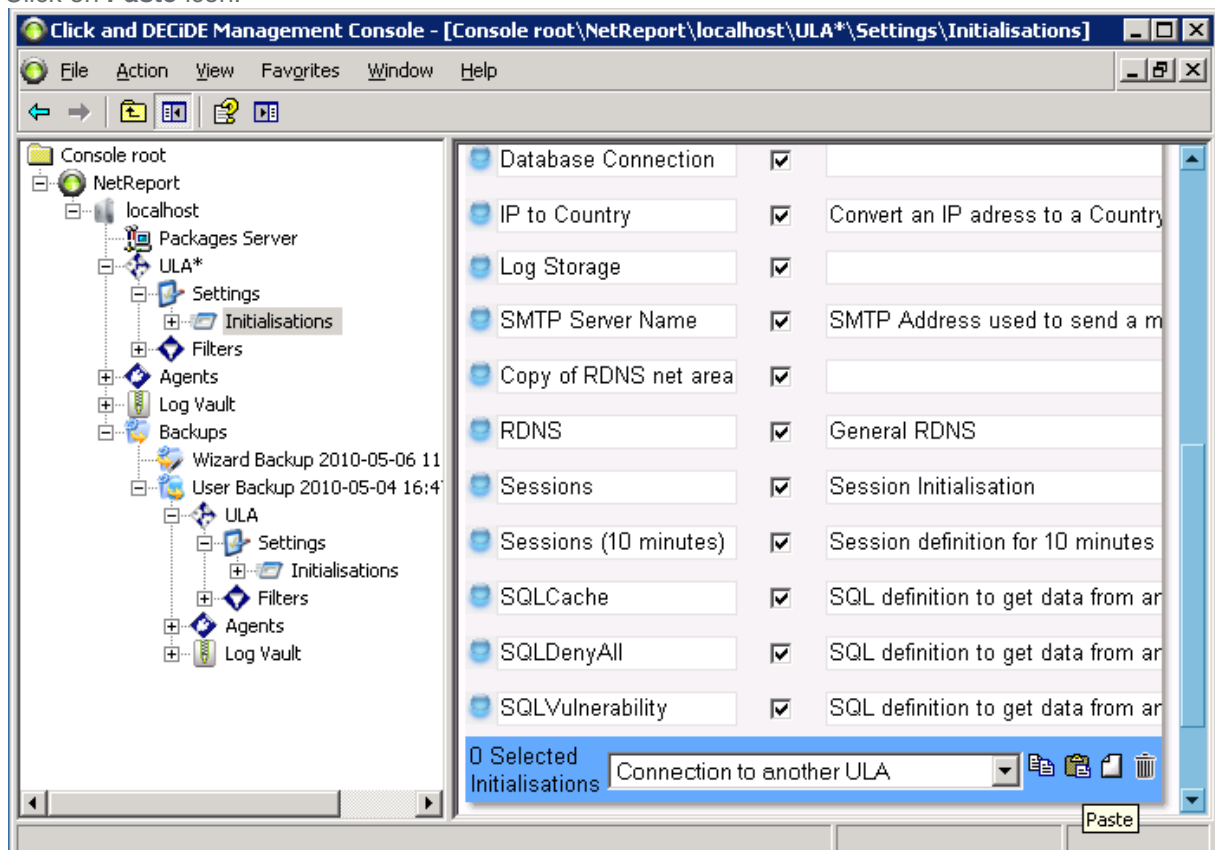 Click on Paste icon.
Click and DECiDE Management Console - [Console root\NetReport\localhost\ULA*\Settings\Initialisations]
File Action View Favorites Window Help
Console root
NetReport
localhost
Packages Server
ULA*
Settings
Initialisations
Filters
Agents
Log Vault
Backups
Wizard Backup 2010-05-06 11
User Backup 2010-05-04 16:4
ULA
Settings
Initialisations
Filters
Agents
Log Vault
Database Connection
IP to Country Convert an IP adress to a Country
Log Storage
SMTP Server Name SMTP Address used to send a m
Copy of RDNS net area
RDNS General RDNS
Sessions Session Initialisation
Sessions (10 minutes) Session definition for 10 minutes
SQLCache SQL definition to get data from an
SQLDenyAll SQL definition to get data from an
SQLVulnerability SQL definition to get data from an
0 Selected
Initialisations
Connection to another ULA
Paste